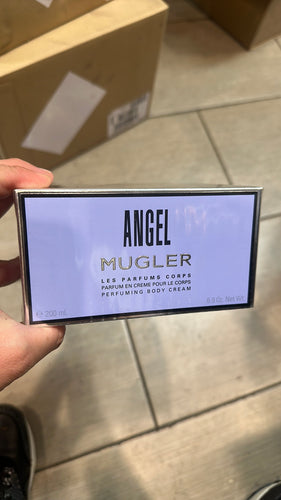 ANGEL
MUGLER
LES PARFUMS CORPS
PARFUM EN CREME POUR LE CORPS
PERFUMING BODY CREAM
e 200 ml 6.9 Oz. Net Wt.